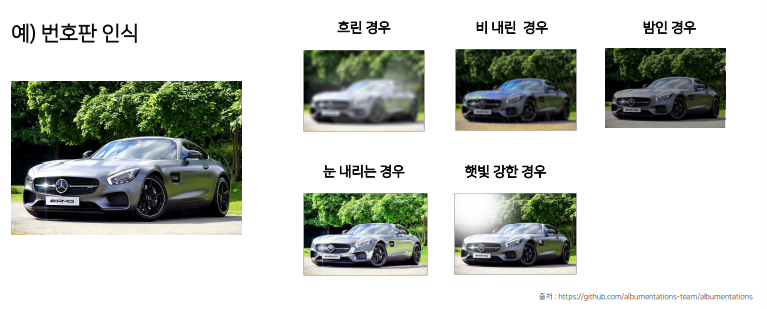 예) 번호판 인식
흐린 경우
비 내린 경우
밤인 경우
AMG
눈 내리는 경우
햇빛 강한 경우
출처 : https://github.com/albumentations-team/albumentations